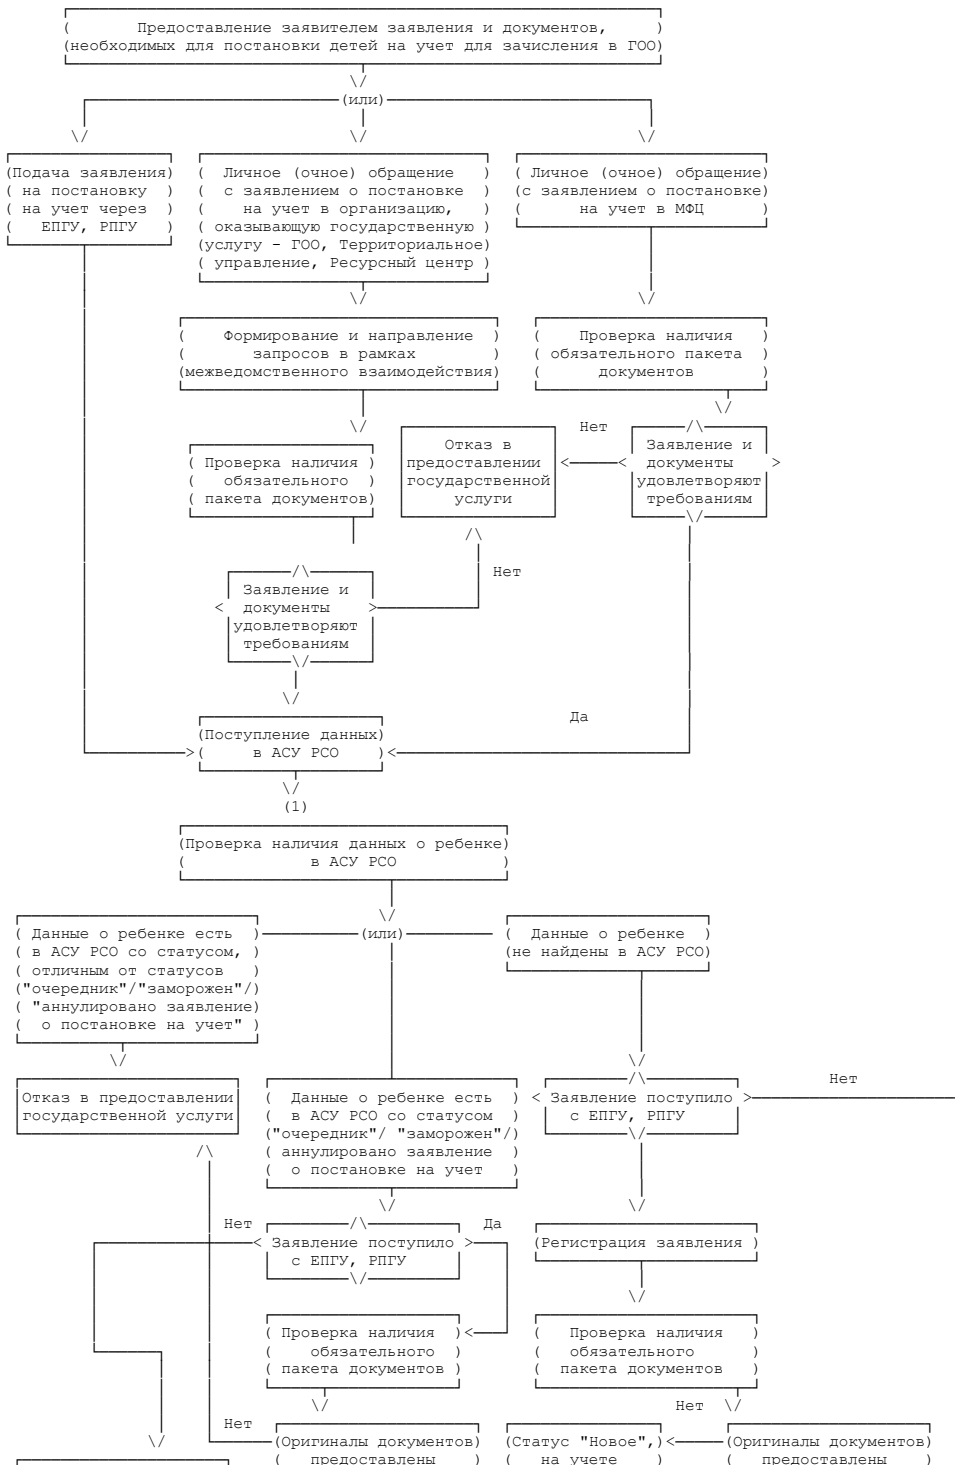 Предоставление заявителем заявления и документов,
(необходимых для постановки детей на учет для зачисления в ГОО)
(или)
(Подача заявления)
( на постановку )
( на учет через )
( ЕПГУ, РПГУ )
( Личное (очное) обращение )
( с заявлением о постановке )
( на учет в организацию, )
( оказывающую государственную )
(услугу - ГОО, Территориальное)
( управление, Ресурсный центр )
( Личное (очное) обращение)
(с заявлением о постановке)
( на учет в МФЦ )
( Формирование и направление )
( запросов в рамках )
(межведомственного взаимодействия)
( Проверка наличия )
( обязательного пакета )
( документов )
( Проверка наличия )
( обязательного )
( пакета документов)
Отказ в
предоставлении
государственной
услуги
Нет
Заявление и
документы
удовлетворяют
требованиям
Нет
Заявление и
документы
удовлетворяют
требованиям
Да
(Поступление данных)
( в АСУ РСО )
(1)
(Проверка наличия данных о ребенке)
( в АСУ РСО )
(или)
( Данные о ребенке есть )
( в АСУ РСО со статусом, )
( отличным от статусов )
("очередник"/"заморожен"/)
( "аннулировано заявление)
( о постановке на учет" )
( Данные о ребенке )
(не найдены в АСУ РСО)
Отказ в предоставлении
государственной услуги
( Данные о ребенке есть )
( в АСУ РСО со статусом )
("очередник"/ "заморожен"/)
( аннулировано заявление )
( о постановке на учет )
< Заявление поступило >
с ЕПГУ, РПГУ
Нет
Нет
< Заявление поступило >
с ЕПГУ, РПГУ
Да
(Регистрация заявления )
( Проверка наличия )
( обязательного )
( пакета документов )
( Проверка наличия )
( обязательного )
( пакета документов )
Нет
Нет
(Оригиналы документов)
( предоставлены )
(Статус "Новое",)
( на учете )
(Оригиналы документов)
( предоставлены )